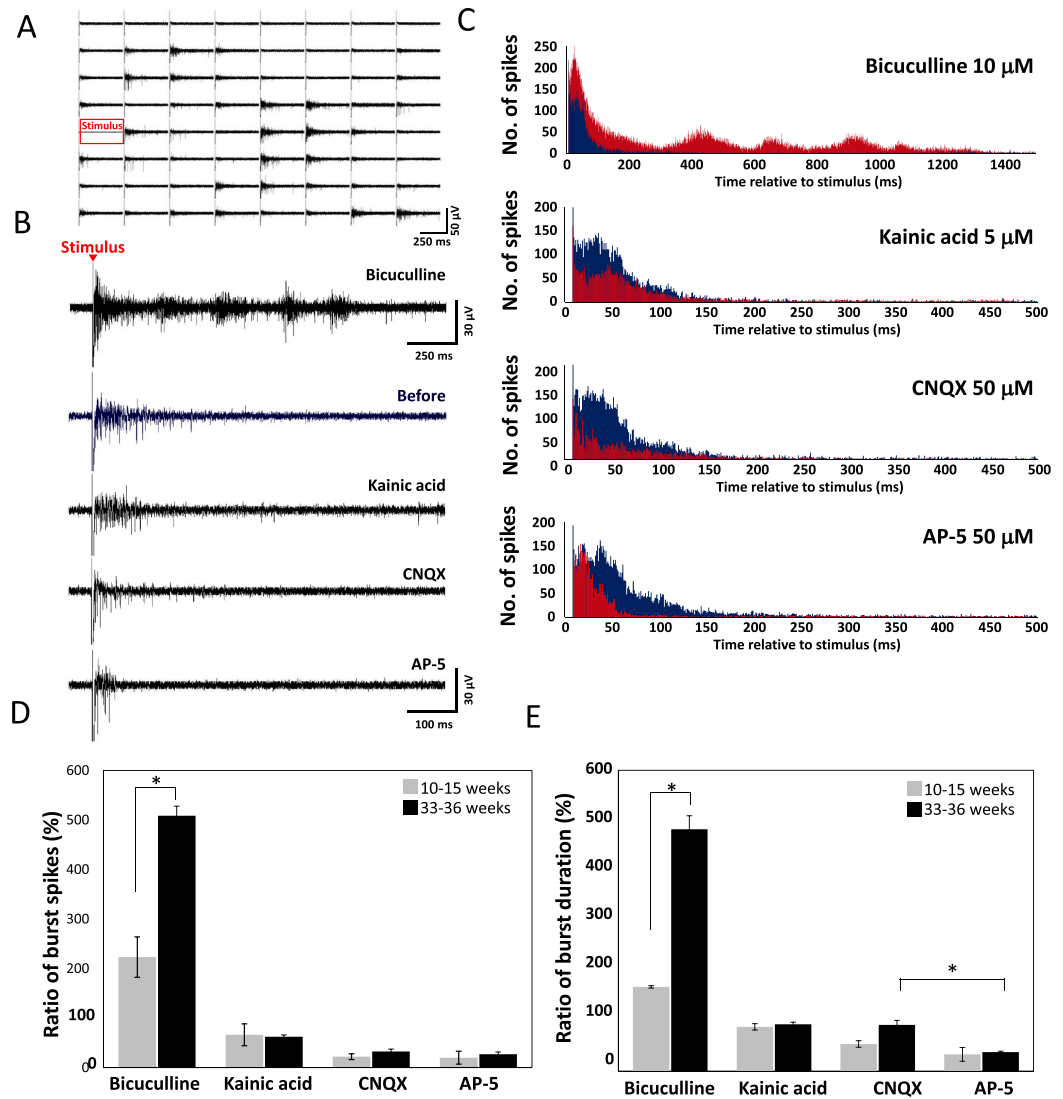 A
Stimulus
50 µV
250 ms
B
Stimulus
Bicuculline
30 µV
250 ms
Before
Kainic acid
CNQX
AP-5
30 µV
100 ms
C
Bicuculline 10 µM
No. of spikes
250
200
150
100
50
0
0 200 400 600 800 1000 1200 1400
Time relative to stimulus (ms)
Kainic acid 5 µM
No. of spikes
200
150
100
50
0
0 50 100 150 200 250 300 350 400 450 500
Time relative to stimulus (ms)
CNQX 50 µM
No. of spikes
200
150
100
50
0
0 50 100 150 200 250 300 350 400 450 500
Time relative to stimulus (ms)
AP-5 50 µM
No. of spikes
200
150
100
50
0
0 50 100 150 200 250 300 350 400 450 500
Time relative to stimulus (ms)
D
Ratio of burst spikes (%)
600
500
400
300
200
100
0
0
*
10-15 weeks
33-36 weeks
Bicuculline Kainic acid CNQX AP-5
E
Ratio of burst duration (%)
600
500
400
300
200
100
0
*
*
10-15 weeks
33-36 weeks
Bicuculline Kainic acid CNQX AP-5